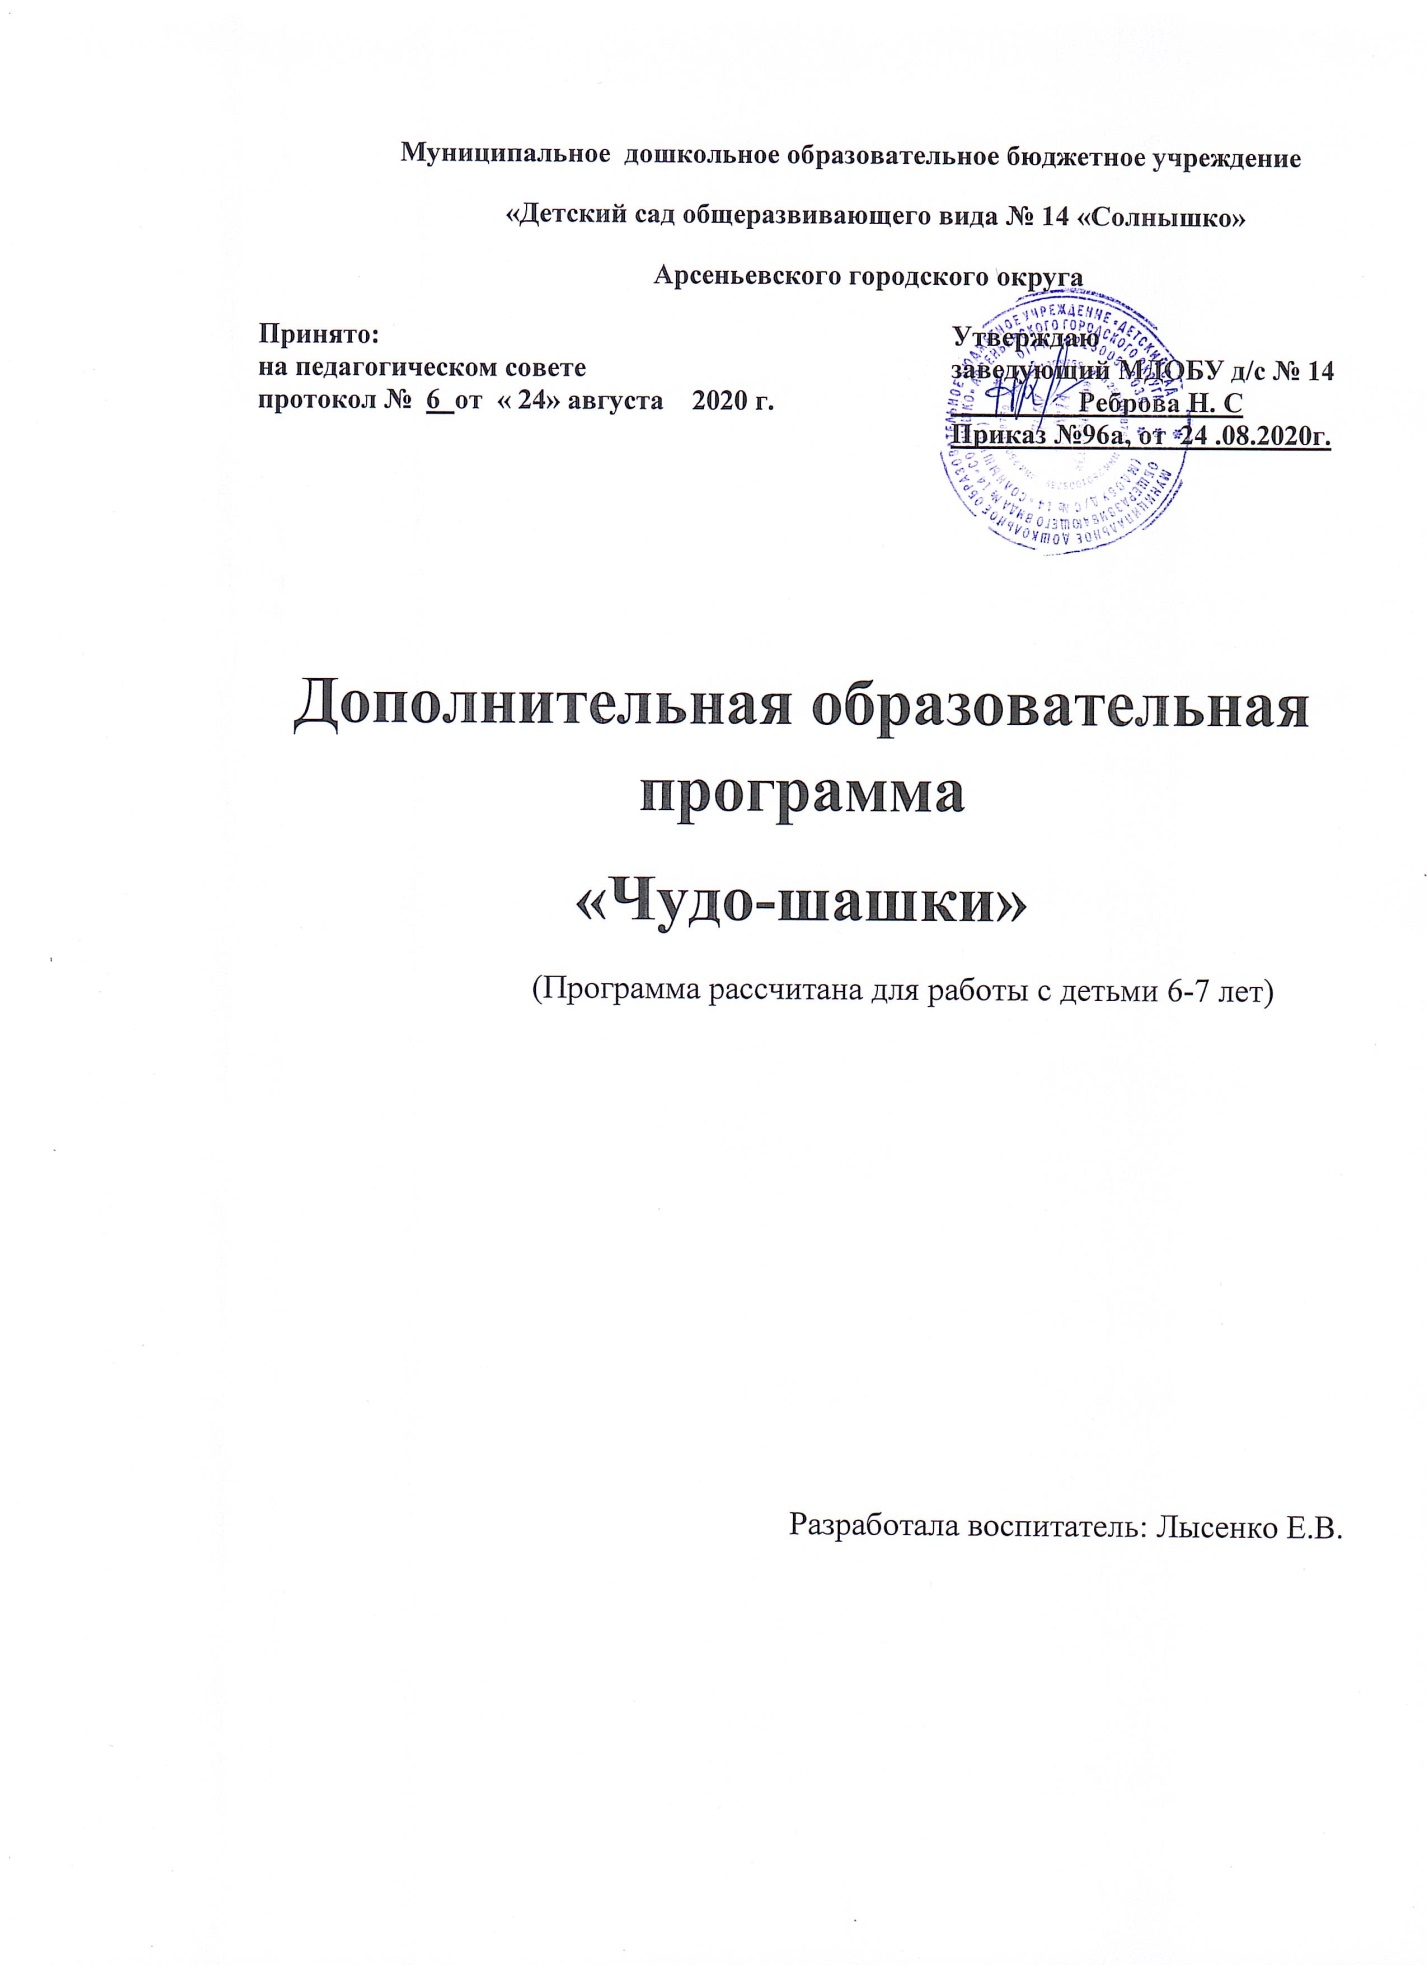 Муниципальное дошкольное образовательное бюджетное учреждение
«Детский сад общеразвивающего вида № 14 «Солнышко»
Арсеньевского городского округа
Принято:
на педагогическом совете
протокол № 6 от « 24» августа 2020 г.
Утверждаю
заведующий МДОБУ д/с № 14
Реброва Н. С
Приказ №96а, от 24 .08.2020г.
Дополнительная образовательная
программа
«Чудо-шашки»
(Программа рассчитана для работы с детьми 6-7 лет)
Разработала воспитатель: Лысенко Е.В.